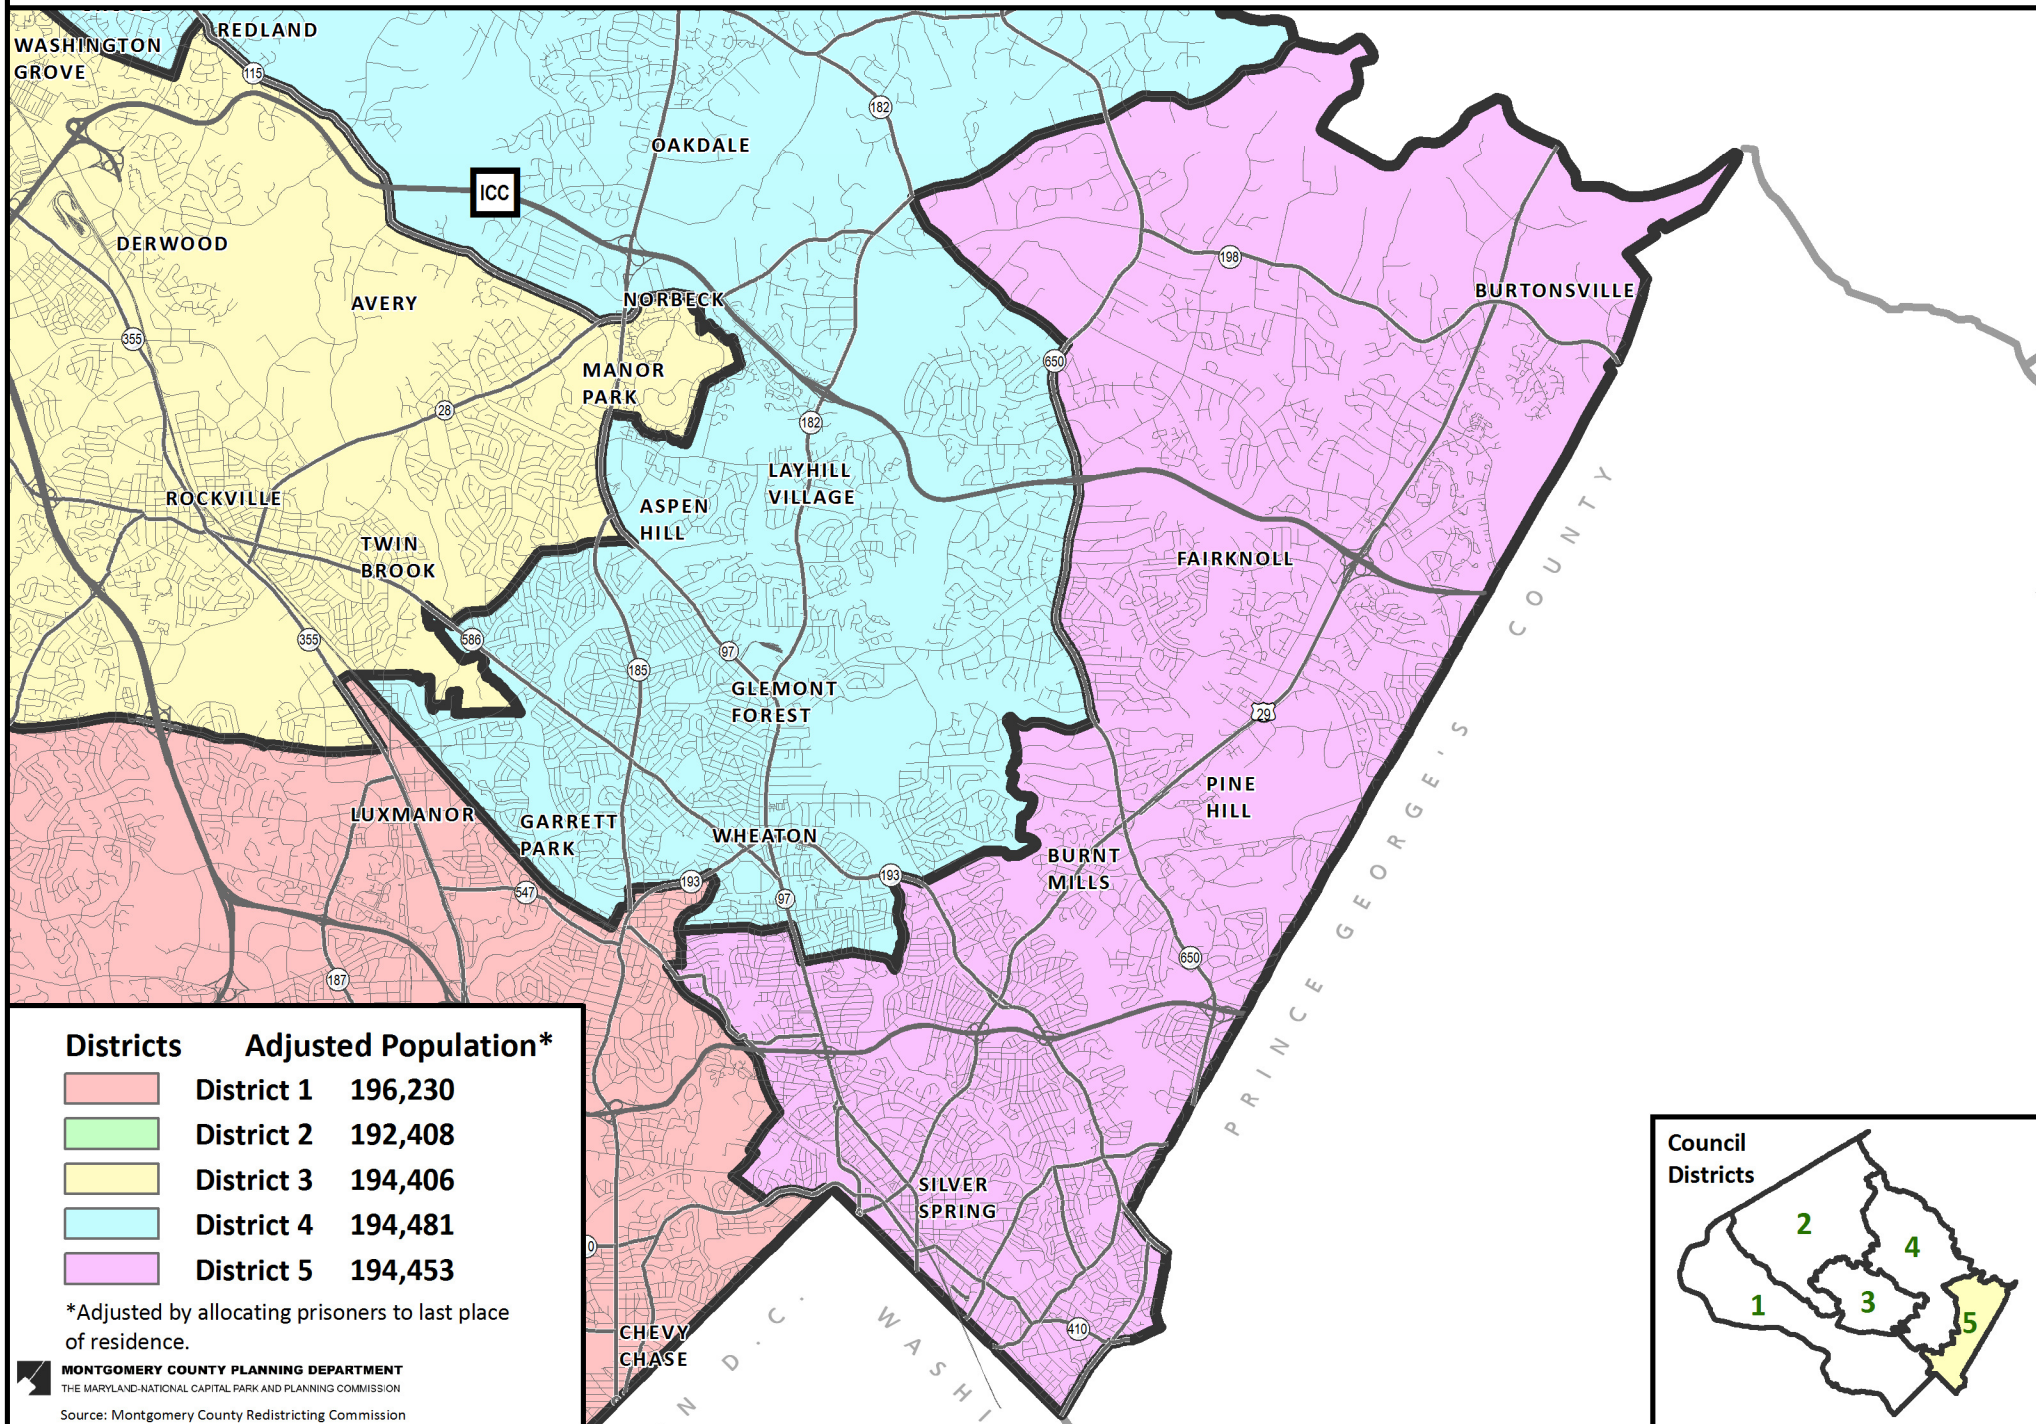 WASHINGTON
GROVE
REDLAND
115
182
OAKDALE
ICC
DERWOOD
AVERY
NORBECK
198
BURTONSVILLE
355
MANOR
PARK
650
28
182
LAYHILL
VILLAGE
ROCKVILLE
ASPEN
HILL
TWIN
BROOK
FAIRKNOLL
355
586
185
97
GLEMONT
FOREST
29
PINE
HILL
LUXMANOR
GARRETT
PARK
WHEATON
BURNT
MILLS
547
193
193
97
187
650
PRINCE GEORGE'S COUNTY
SILVER
SPRING
410
CHEVY
CHASE
N D.C.
WASHI
Districts Adjusted Population*
District 1 196,230
District 2 192,408
District 3 194,406
District 4 194,481
District 5 194,453
*Adjusted by allocating prisoners to last place
of residence.
MONTGOMERY COUNTY PLANNING DEPARTMENT
THE MARYLAND-NATIONAL CAPITAL PARK AND PLANNING COMMISSION
Source: Montgomery County Redistricting Commission
Council
Districts
2
4
1
3
5